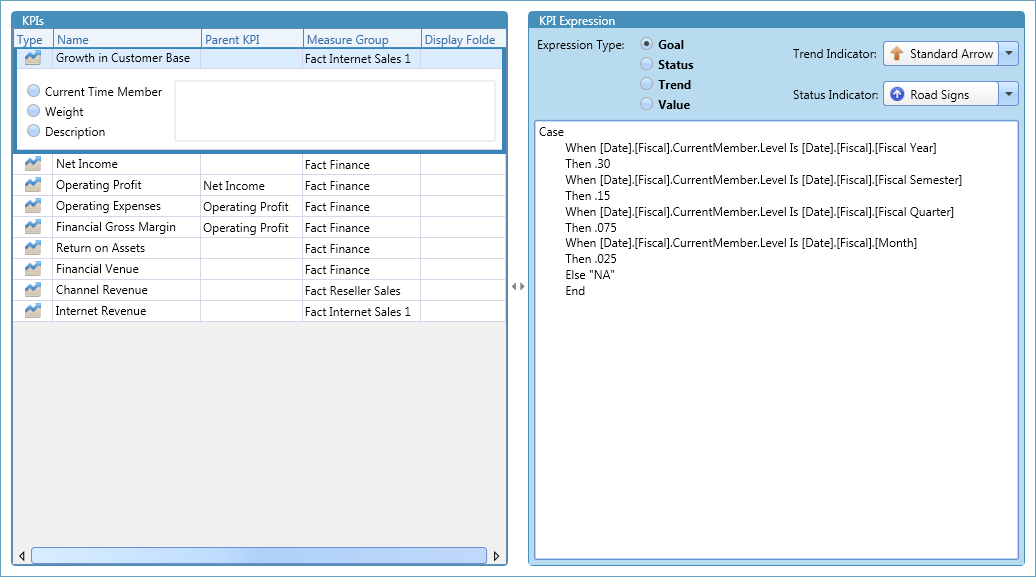 KPIs
Type Name Parent KPI Measure Group Display Folde
Growth in Customer Base Fact Internet Sales 1
Current Time Member
Weight
Description
Net Income Fact Finance
Operating Profit Net Income Fact Finance
Operating Expenses Operating Profit Fact Finance
Financial Gross Margin Operating Profit Fact Finance
Return on Assets Fact Finance
Financial Venue Fact Finance
Channel Revenue Fact Reseller Sales
Internet Revenue Fact Internet Sales 1
KPI Expression
Expression Type: Goal
Status
Trend
Value
Trend Indicator: Standard Arrow
Status Indicator: Road Signs
Case
When [Date].[Fiscal].CurrentMember.Level Is [Date].[Fiscal].[Fiscal Year]
Then .30
When [Date].[Fiscal].CurrentMember.Level Is [Date].[Fiscal].[Fiscal Semester]
Then .15
When [Date].[Fiscal].CurrentMember.Level Is [Date].[Fiscal].[Fiscal Quarter]
Then .075
When [Date].[Fiscal].CurrentMember.Level Is [Date].[Fiscal].[Month]
Then .025
Else "NA"
End